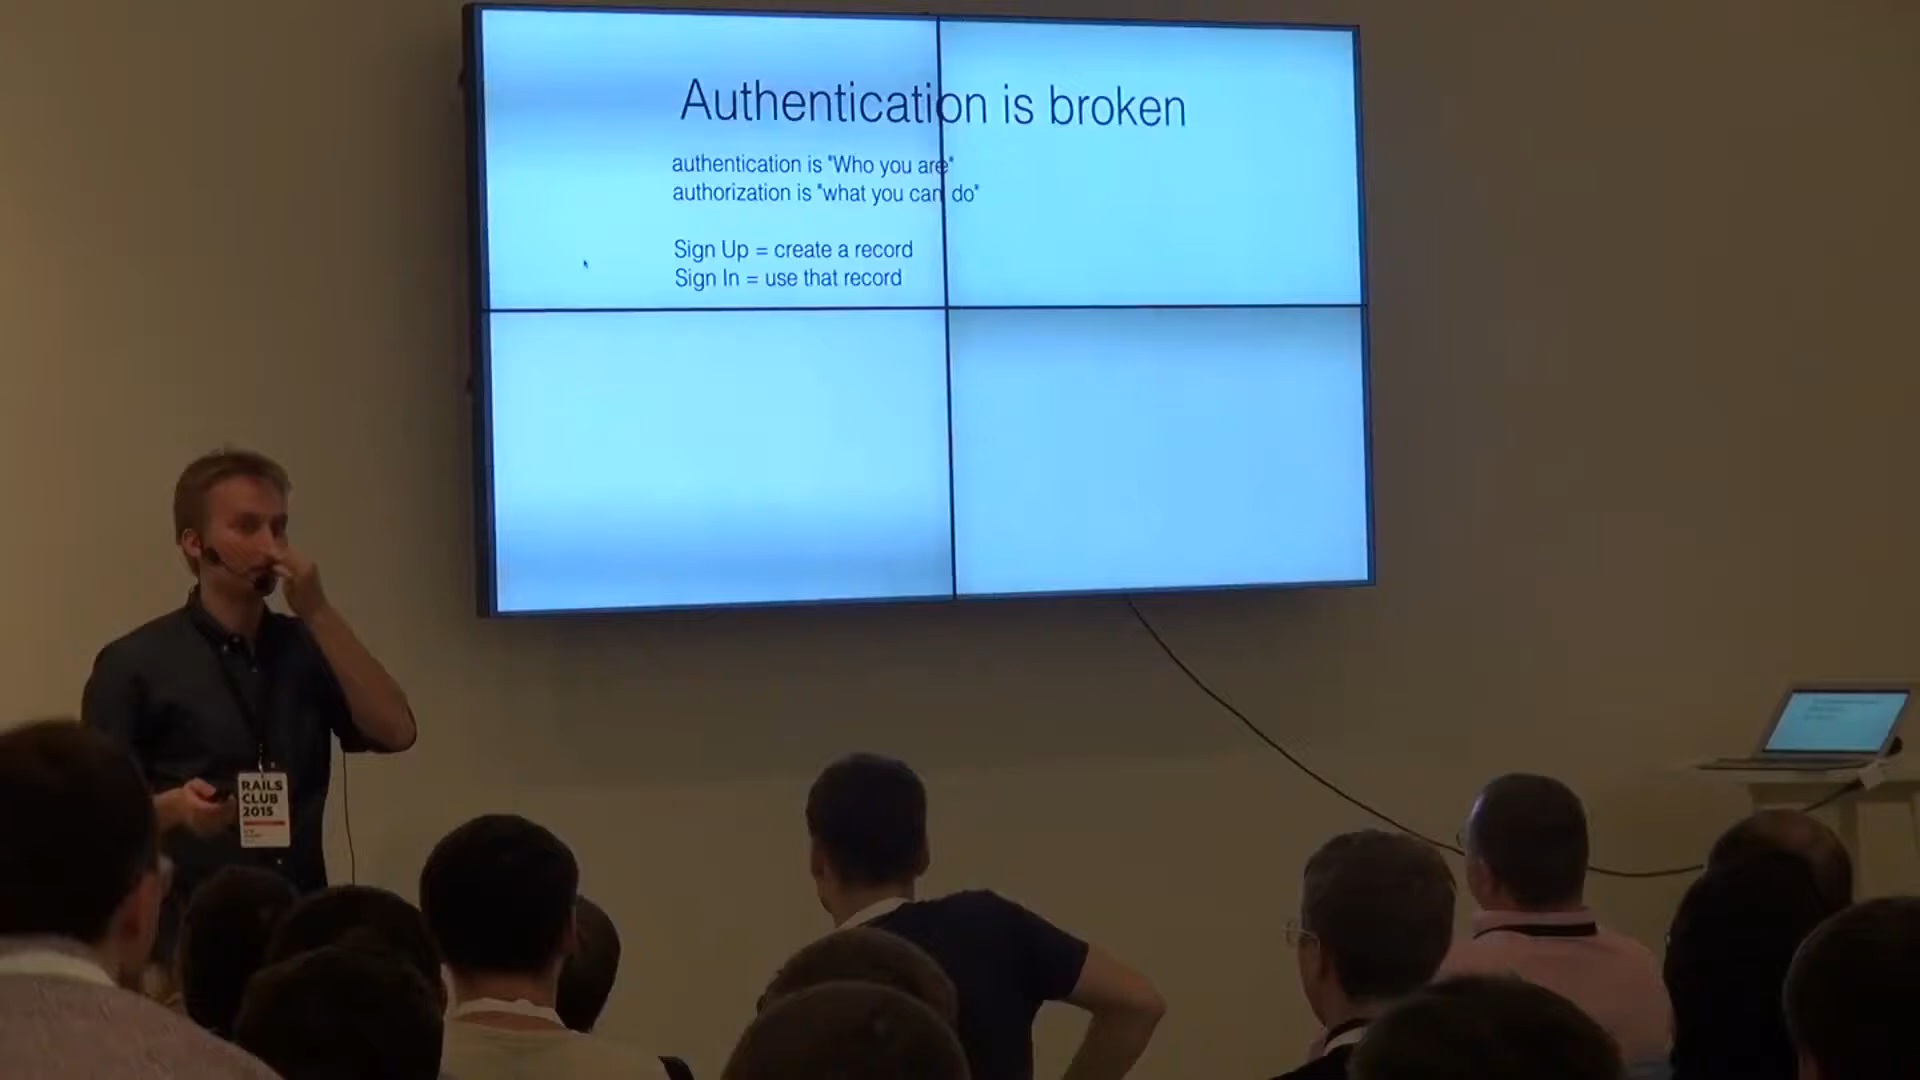 Authentication is broken
authentication is "Who you are"
authorization is "what you can do"
Sign Up = create a record
Sign In = use that record
RAILS
CLUB
2015